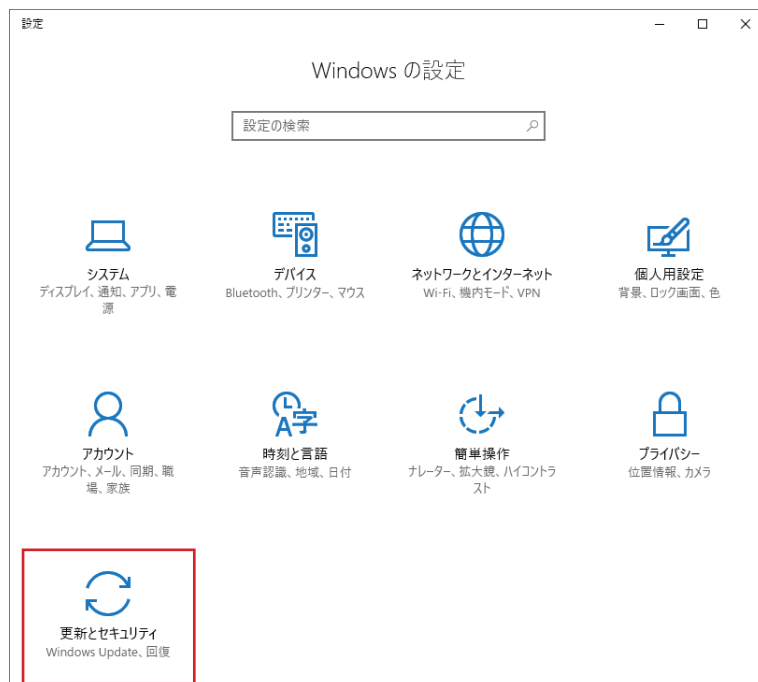 設定
Windows の設定
設定の検索
システム
ディスプレイ、通知、アプリ、電
源
デバイス
Bluetooth、プリンター、マウス
ネットワークとインターネット
Wi-Fi、機内モード、VPN
個人用設定
背景、ロック画面、色
アカウント
アカウント、メール、同期、職
場、家族
時刻と言語
音声認識、地域、日付
簡単操作
ナレーター、拡大鏡、ハイコントラ
スト
プライバシー
位置情報、カメラ
更新とセキュリティ
Windows Update、回復